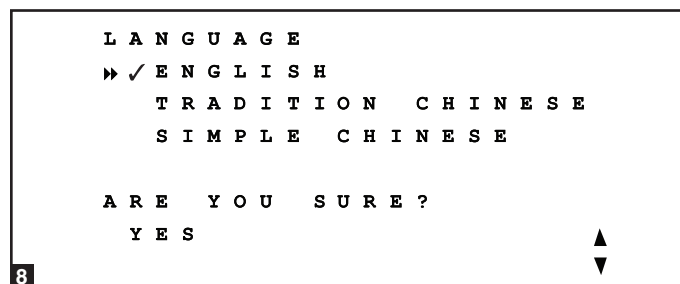 LANGUAGE
ENGLISH
TRADITION CHINESE
SIMPLE CHINESE
ARE YOU SURE?
YES
8